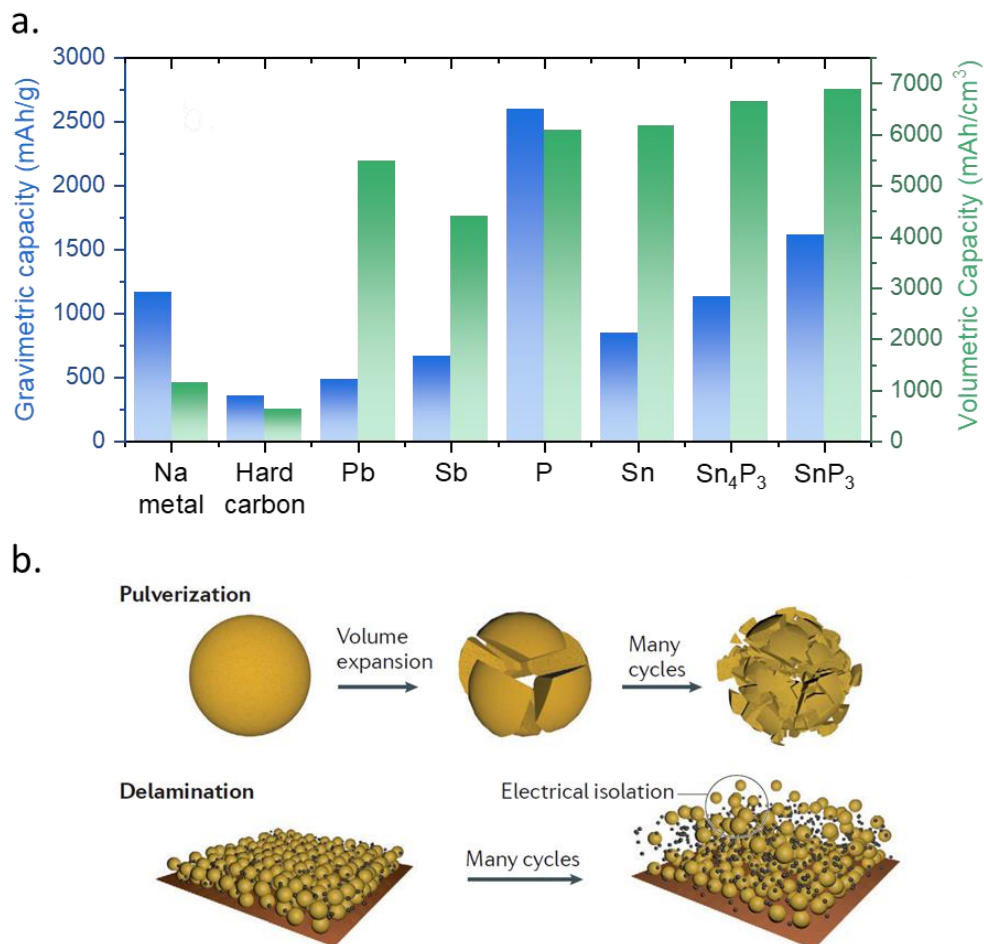 a.
3000
2500
2000
1500
1000
500
0
Gravimetric capacity (mAh/g)
7000
6000
5000
4000
3000
2000
1000
0
Volumetric Capacity (mAh/cm³)
b.
Na metal
Hard carbon
Pb
Sb
P
Sn
Sn₄P₃
SnP₃
b.
Pulverization
Volume
expansion
Many
cycles
Delamination
Electrical isolation
Many cycles